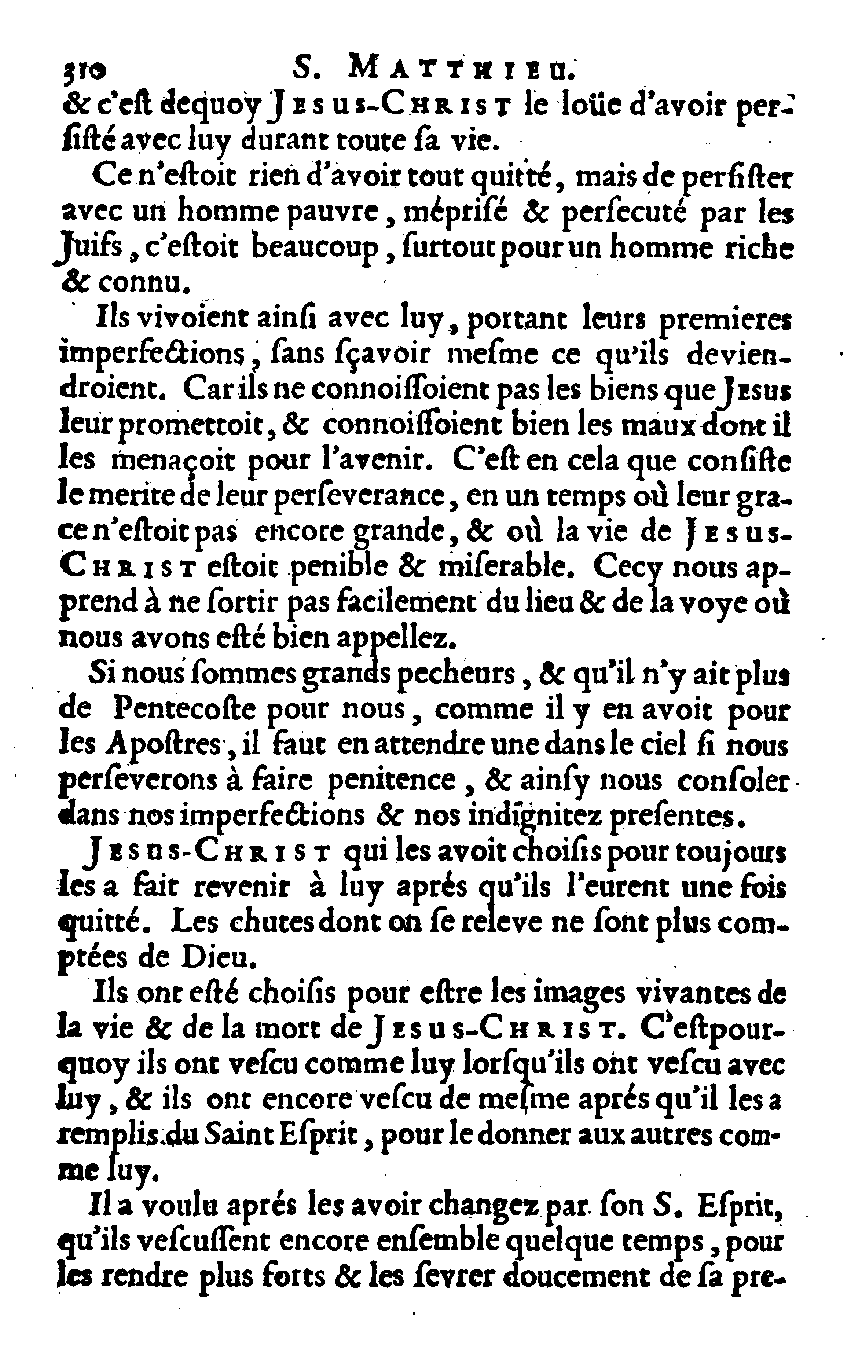 310 S. MATTHIEU.
& c'eſt dequoy JESUS-CHRIST le loüe d'avoir per-
ſiſté avec luy durant toute ſa vie.
Ce n'eſtoit rien d'avoir tout quitté, mais de perſiſter
avec un homme pauvre, mépriſé & perſecuté par les
Juifs, c'eſtoit beaucoup, ſurtout pour un homme riche
& connu.
Ils vivoient ainſi avec luy, portant leurs premieres
imperfections, ſans ſçavoir meſme ce qu'ils devien-
droient. Car ils ne connoiſſoient pas les biens que JESUS
leur promettoit, & connoiſſoient bien les maux dont il
les menaçoit pour l'avenir. C'eſt en cela que conſiſte
le merite de leur perſeverance, en un temps où leur gra-
ce n'eſtoit pas encore grande, & où la vie de JESUS-
CHRIST eſtoit penible & miſerable. Cecy nous ap-
prend à ne ſortir pas facilement du lieu & de la voye où
nous avons eſté bien appellez.
Si nous ſommes grands pecheurs, & qu'il n'y ait plus
de Pentecoſte pour nous, comme il y en avoit pour
les Apoſtres, il faut en attendre une dans le ciel ſi nous
perſeverons à faire penitence, & ainſy nous conſoler
dans nos imperfections & nos indignitez preſentes.
JESUS-CHRIST qui les avoit choiſis pour toujours
les a fait revenir à luy aprés qu'ils l'eurent une fois
quitté. Les chutes dont on ſe releve ne ſont plus com-
ptées de Dieu.
Ils ont eſté choiſis pour eſtre les images vivantes de
la vie & de la mort de JESUS-CHRIST. C'eſtpour-
quoy ils ont veſcu comme luy lorſqu'ils ont veſcu avec
luy, & ils ont encore veſcu de meſme aprés qu'il les a
remplis du Saint Eſprit, pour le donner aux autres com-
me luy.
Il a voulu aprés les avoir changez par ſon S. Eſprit,
qu'ils veſcuſſent encore enſemble quelque temps, pour
les rendre plus forts & les ſevrer doucement de ſa pre-